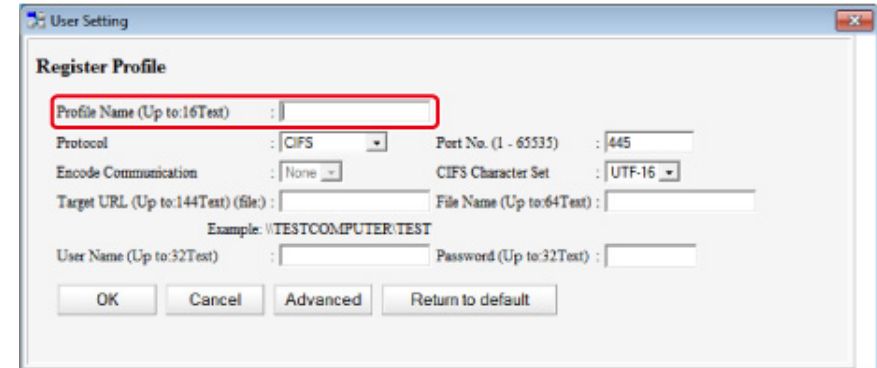 User Setting
Register Profile
Profile Name (Up to:16Text) :
Protocol : CIFS Port No. (1 - 65535) : 445
Encode Communication : None CIFS Character Set : UTF-16
Target URL (Up to:144Text) (file:) : File Name (Up to:64Text) :
Example: \\TESTCOMPUTER\TEST
User Name (Up to:32Text) : Password (Up to:32Text) :
OK Cancel Advanced Return to default